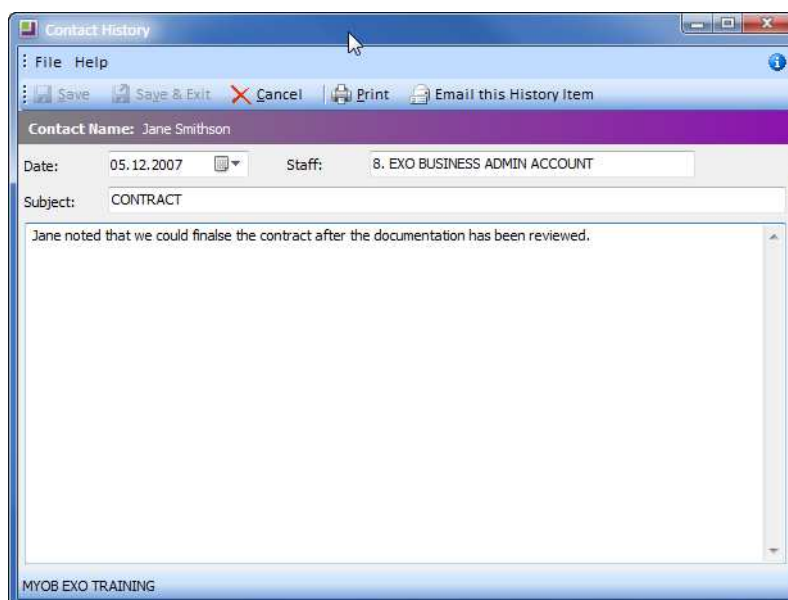 Contact History
File Help
Save Save & Exit Cancel Print Email this History Item
Contact Name: Jane Smithson
Date: 05.12.2007 Staff: 8. EXO BUSINESS ADMIN ACCOUNT
Subject: CONTRACT
Jane noted that we could finalse the contract after the documentation has been reviewed.
MYOB EXO TRAINING